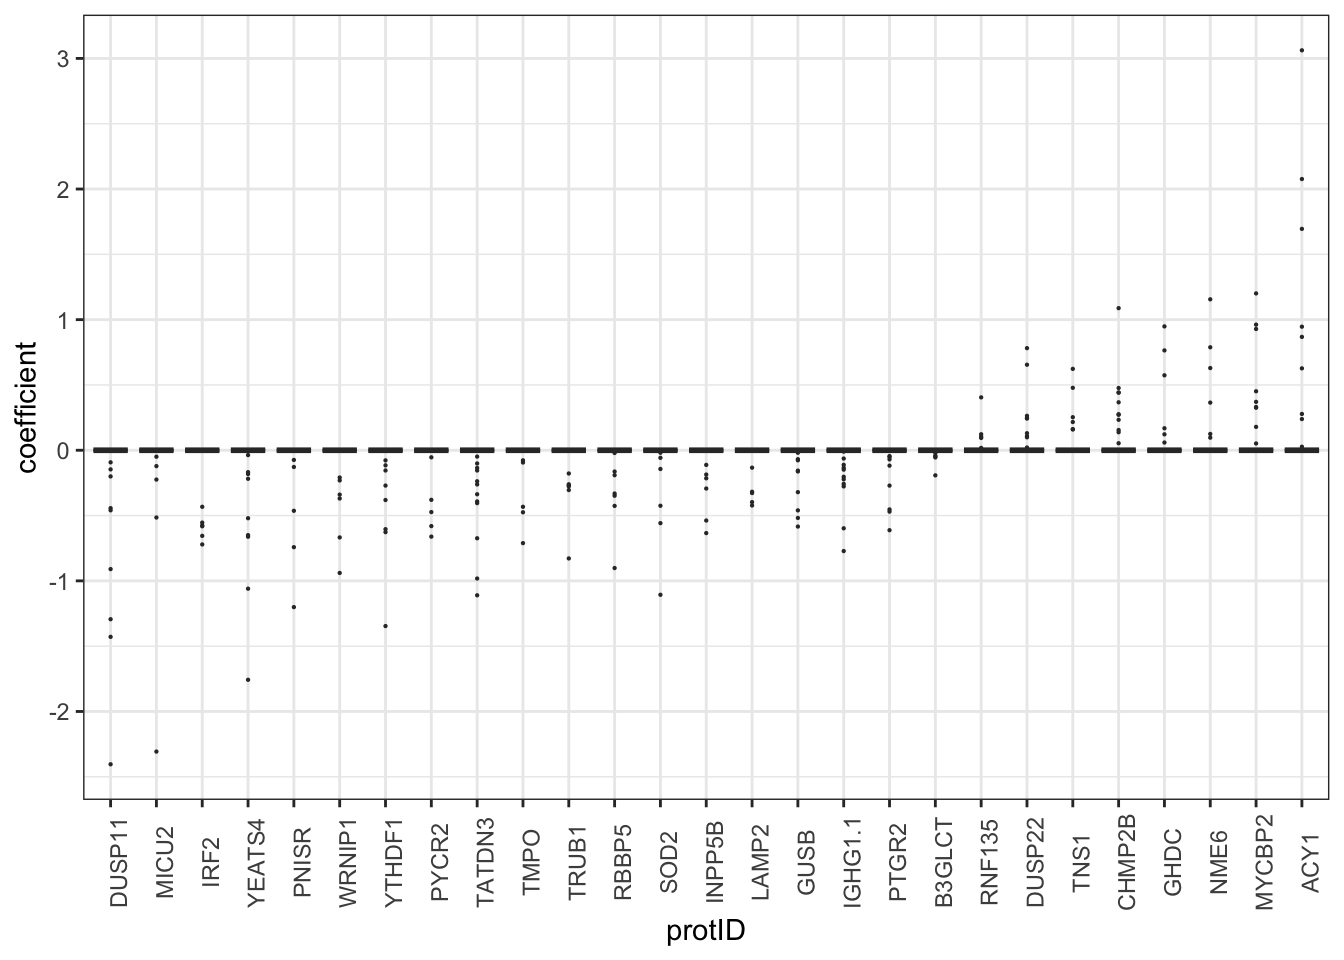 3
2
1
0
-1
-2
coefficient
DUSP11
MICU2
IRF2
YEATS4
PNISR
WRNIP1
YTHDF1
PYCR2
TATDN3
TMPO
TRUB1
RBBP5
SOD2
INPP5B
LAMP2
GUSB
IGHG1.1
PTGR2
B3GLCT
RNF135
DUSP22
TNS1
CHMP2B
GHDC
NME6
MYCBP2
ACY1
protID